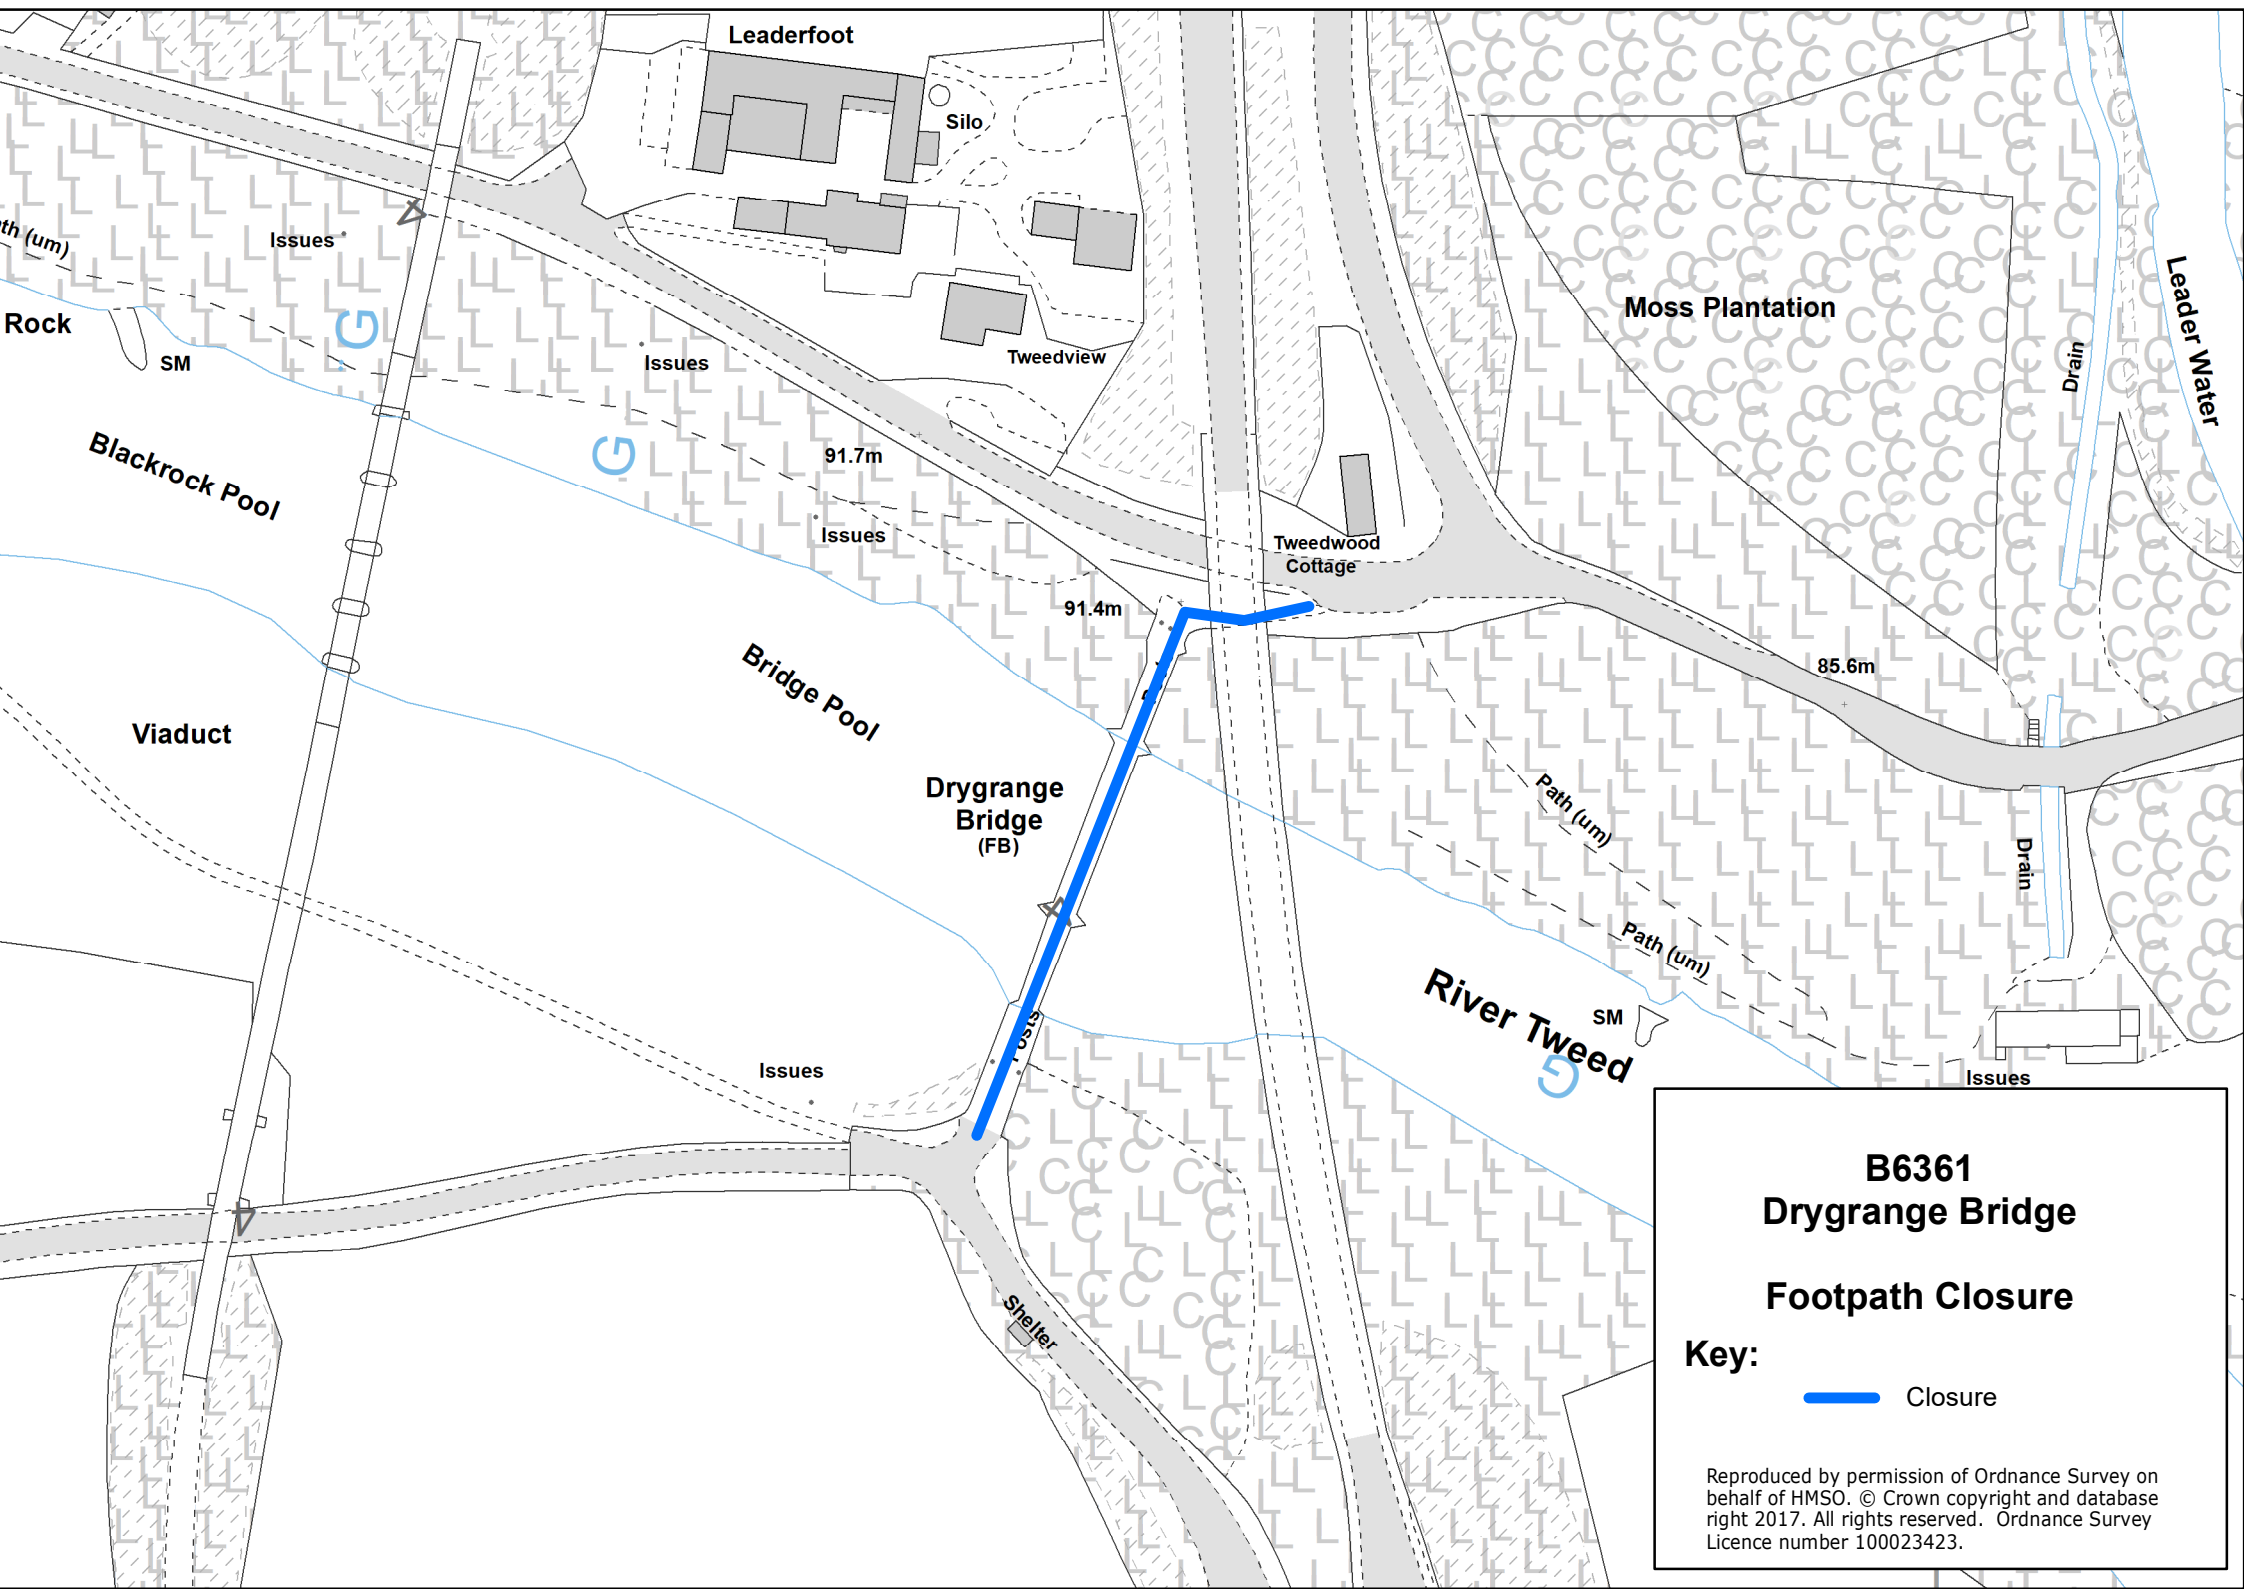 Leaderfoot
Silo
Issues
Rock
SM
Issues
Tweedview
Moss Plantation
Leader Water
Drain
Blackrock Pool
91.7m
Issues
Tweedwood
Cottage
91.4m
85.6m
Bridge Pool
Viaduct
Drygrange
Bridge
(FB)
Path (um)
Drain
Path (um)
River Tweed
SM
Issues
Issues
Shelter
B6361
Drygrange Bridge
Footpath Closure
Key:
Closure
Reproduced by permission of Ordnance Survey on
behalf of HMSO. © Crown copyright and database
right 2017. All rights reserved. Ordnance Survey
Licence number 100023423.